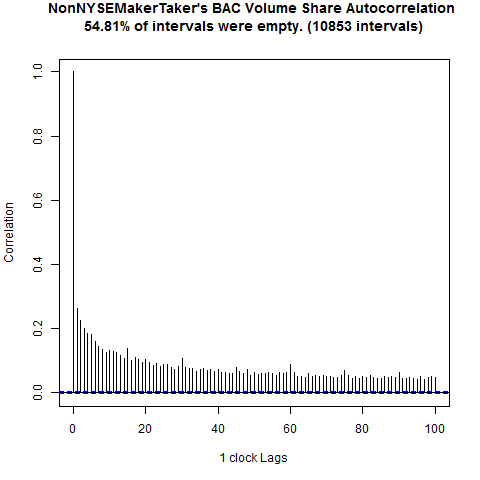 NonNYSEMakerTaker's BAC Volume Share Autocorrelation
54.81% of intervals were empty. (10853 intervals)
1.0
0.8
0.6
0.4
0.2
0.0
Correlation
0 20 40 60 80 100
1 clock Lags